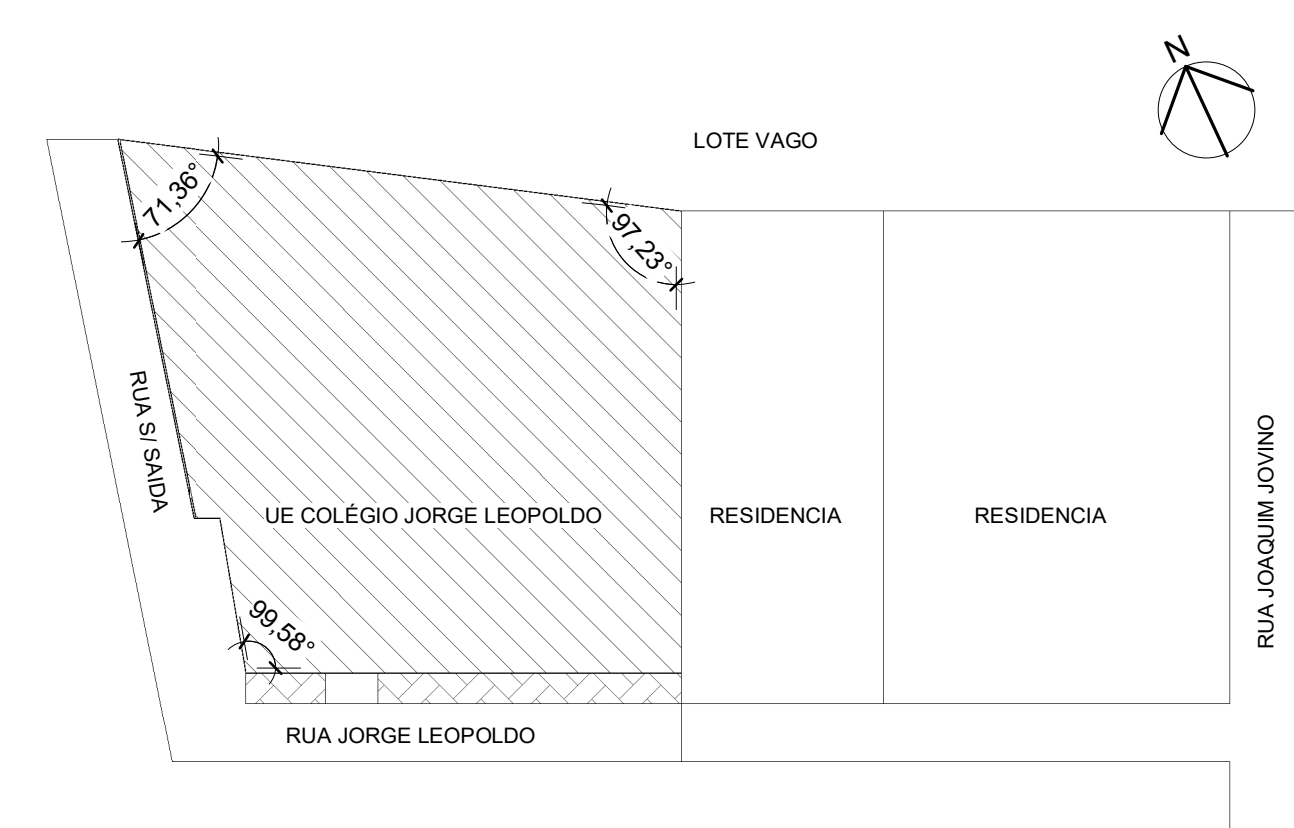 N
LOTE VAGO
71,36°
97,23°
RUA S/ SAIDA
UE COLÉGIO JORGE LEOPOLDO
RESIDENCIA
RESIDENCIA
RUA JOAQUIM JOVINO
99,58°
RUA JORGE LEOPOLDO